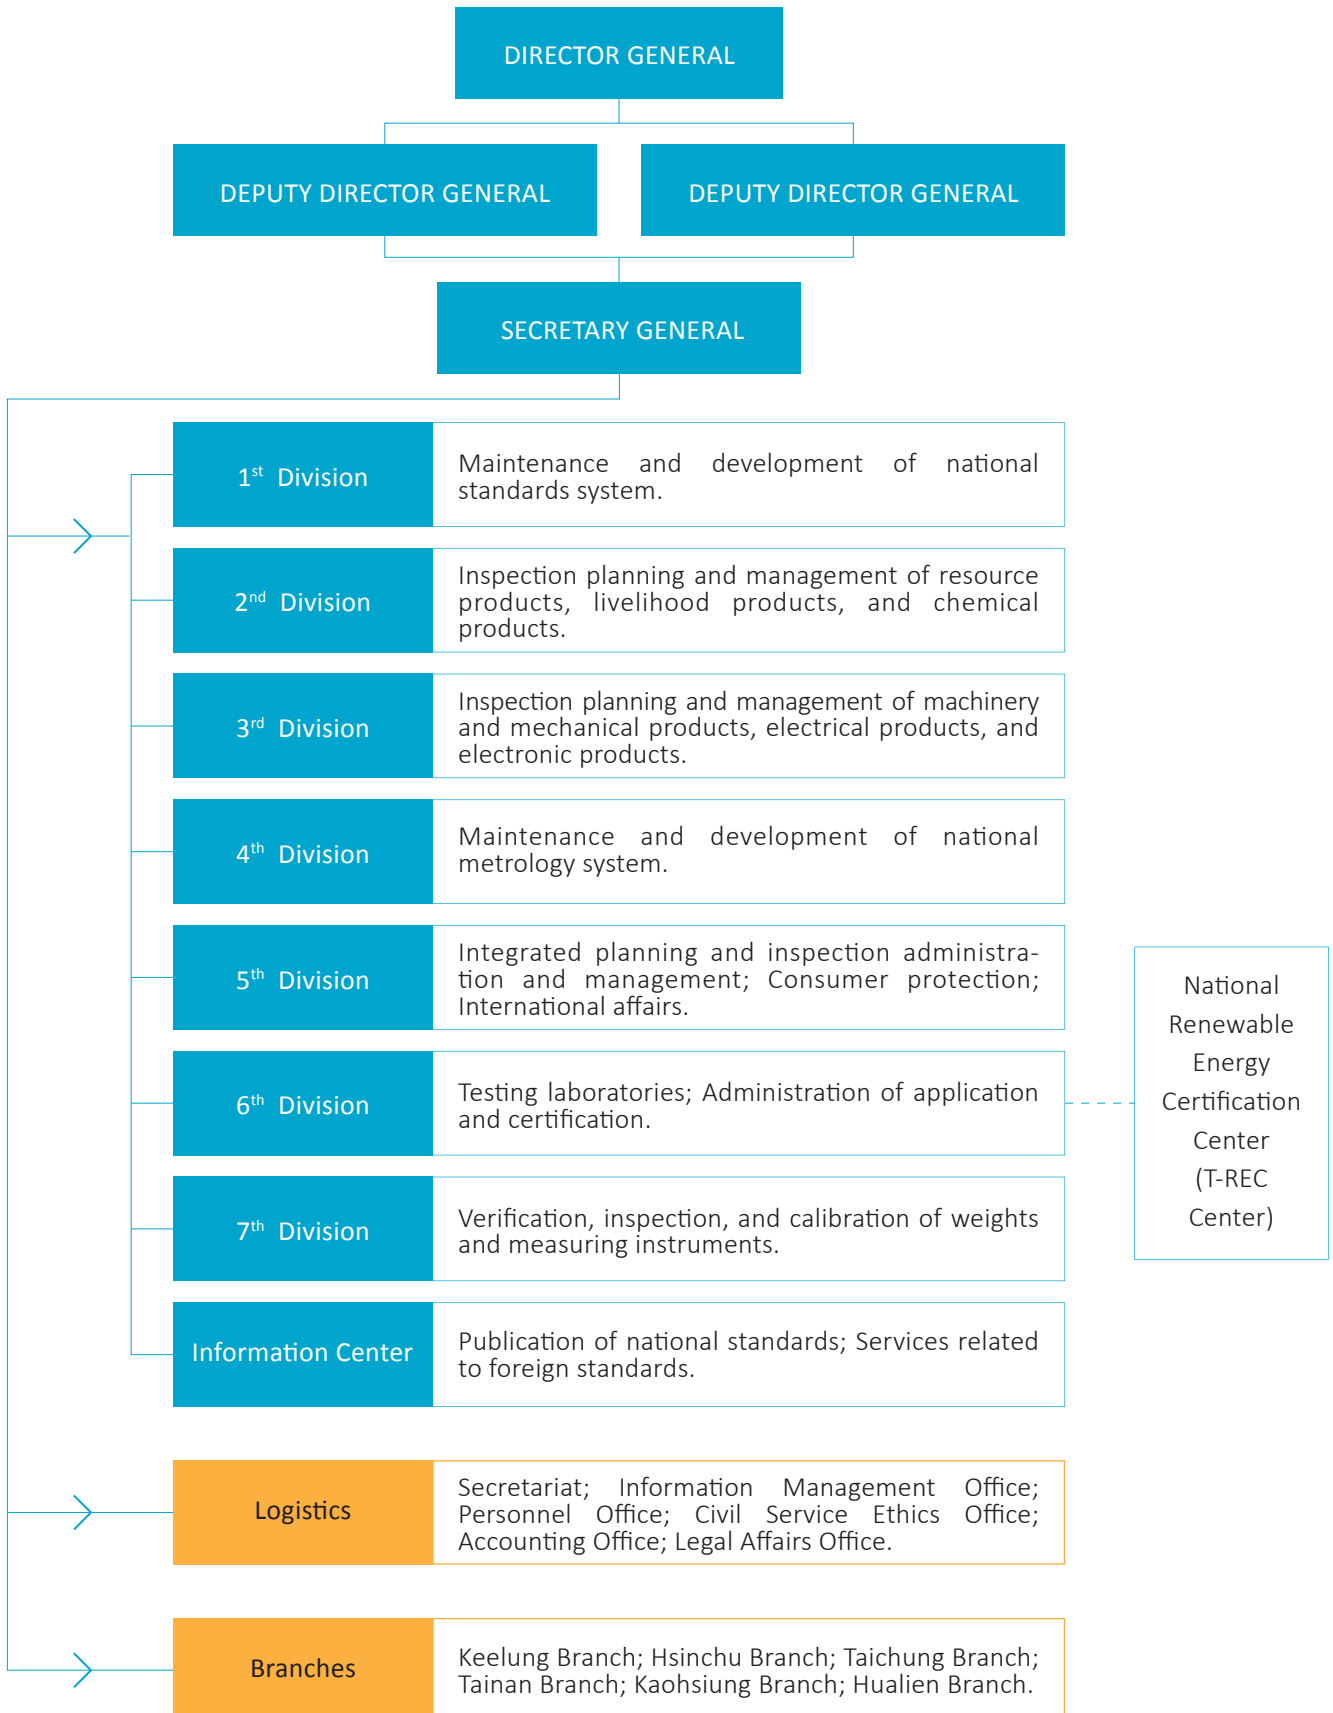 DIRECTOR GENERAL
DEPUTY DIRECTOR GENERAL
DEPUTY DIRECTOR GENERAL
SECRETARY GENERAL
1st Division
Maintenance and development of national
standards system.
2nd Division
Inspection planning and management of resource
products, livelihood products, and chemical
products.
3rd Division
Inspection planning and management of machinery
and mechanical products, electrical products, and
electronic products.
4th Division
Maintenance and development of national
metrology system.
5th Division
Integrated planning and inspection administra-
tion and management; Consumer protection;
International affairs.
6th Division
Testing laboratories; Administration of application
and certification.
National
Renewable
Energy
Certification
Center
(T-REC
Center)
7th Division
Verification, inspection, and calibration of weights
and measuring instruments.
Information Center
Publication of national standards; Services related
to foreign standards.
Logistics
Secretariat; Information Management Office;
Personnel Office; Civil Service Ethics Office;
Accounting Office; Legal Affairs Office.
Branches
Keelung Branch; Hsinchu Branch; Taichung Branch;
Tainan Branch; Kaohsiung Branch; Hualien Branch.